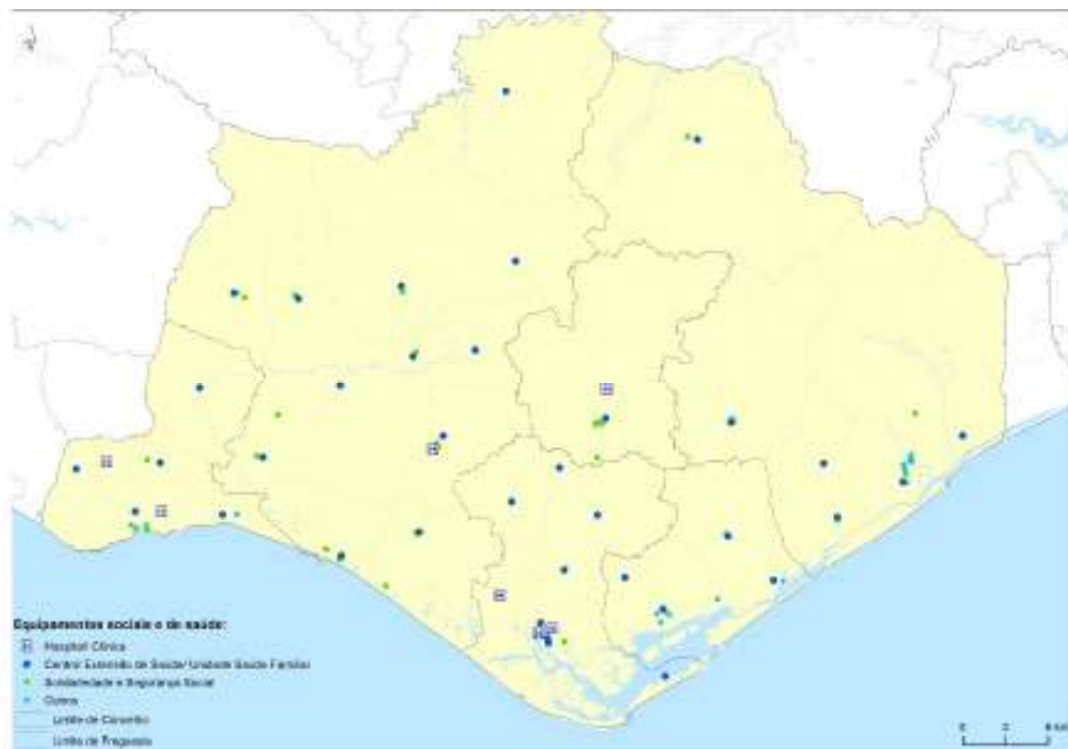 Equipamentos sociais e de saúde:
Hospital/ Clínica
Centro/ Extensão de Saúde/ Unidade Saúde Familiar
Solidariedade e Segurança Social
Outros
Limite de Concelho
Limite de Freguesia
0